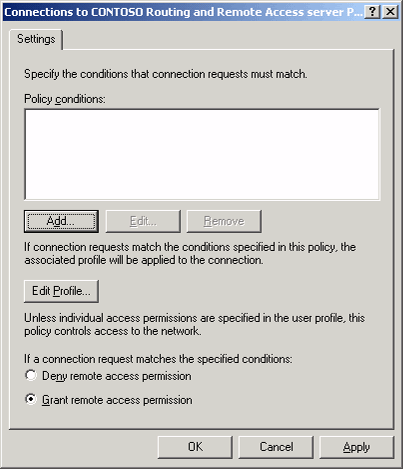 Connections to CONTOSO Routing and Remote Access server P...
Settings
Specify the conditions that connection requests must match.
Policy conditions:
Add... Edit... Remove
If connection requests match the conditions specified in this policy, the
associated profile will be applied to the connection.
Edit Profile...
Unless individual access permissions are specified in the user profile, this
policy controls access to the network.
If a connection request matches the specified conditions:
Deny remote access permission
Grant remote access permission
OK Cancel Apply